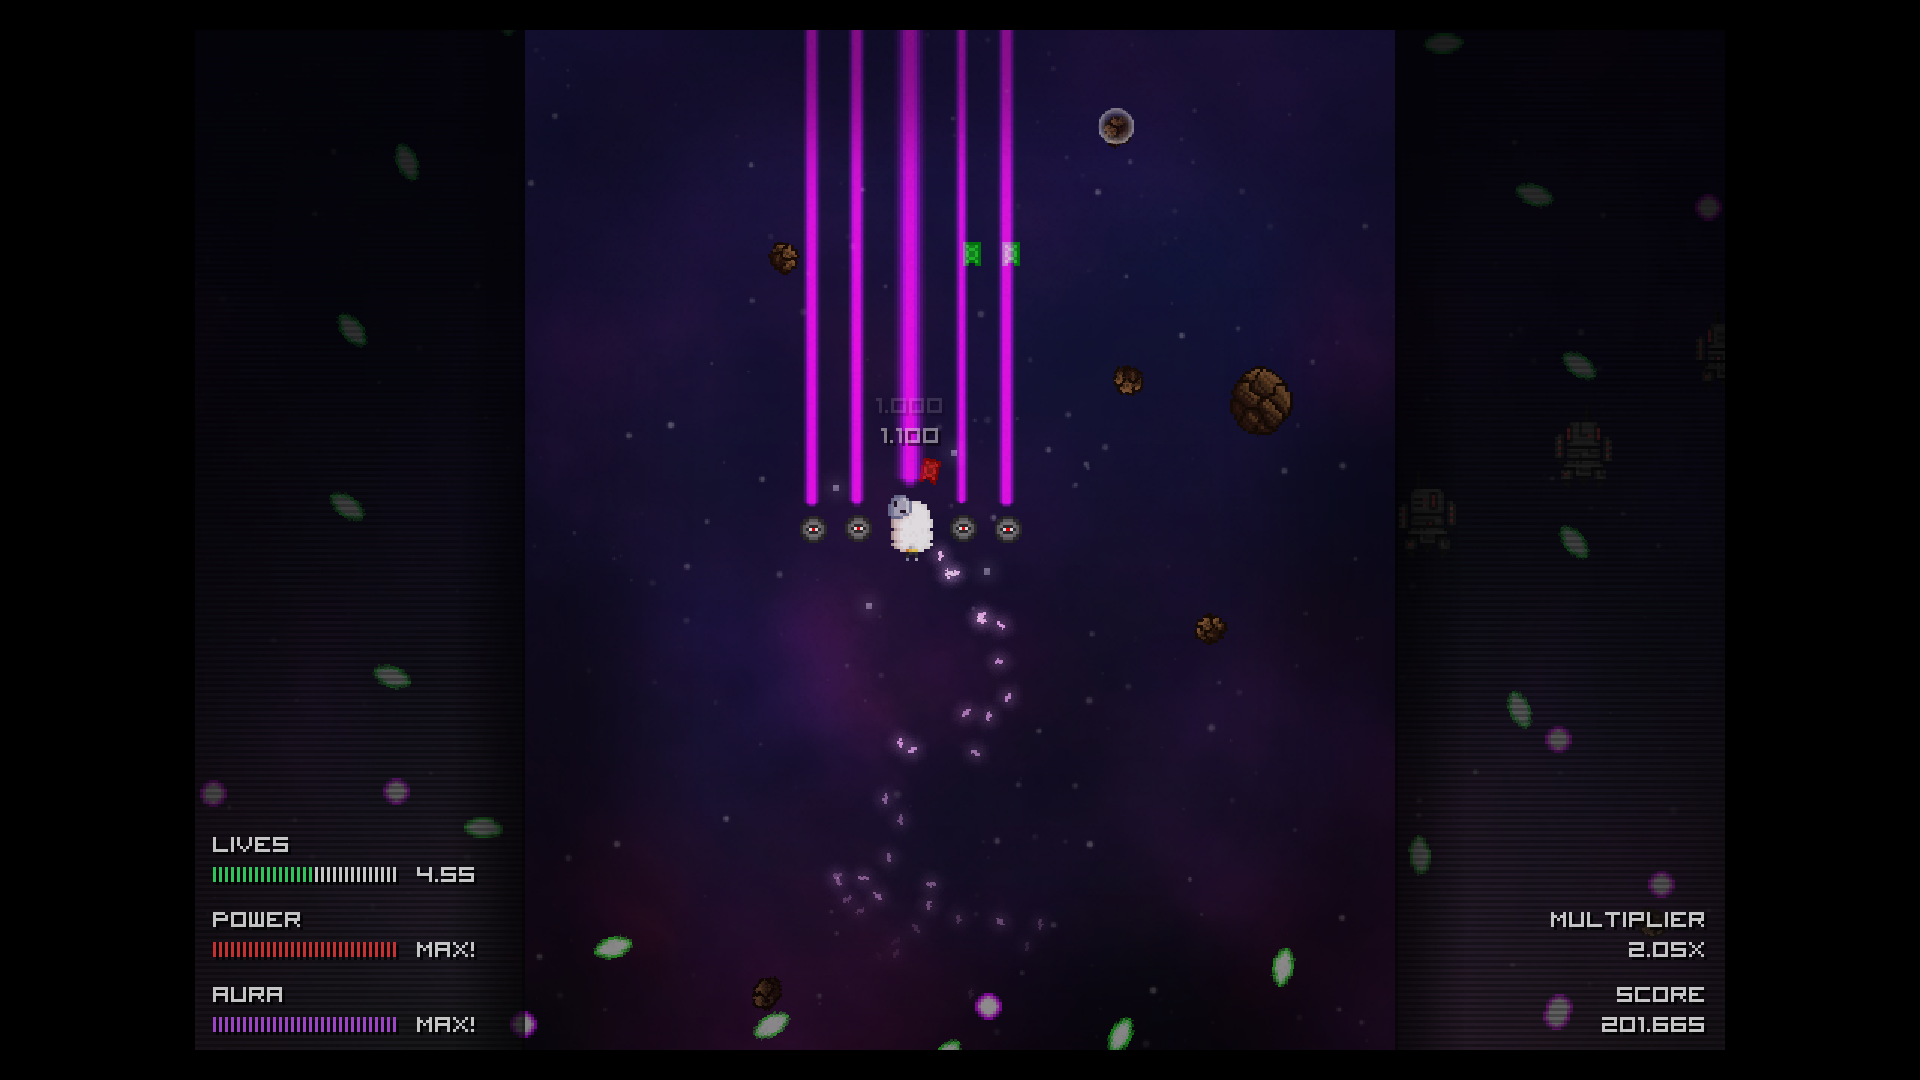 1.000
1.100
LIVES
4.55
POWER
MAX!
AURA
MAX!
MULTIPLIER
2.05X
SCORE
201.665